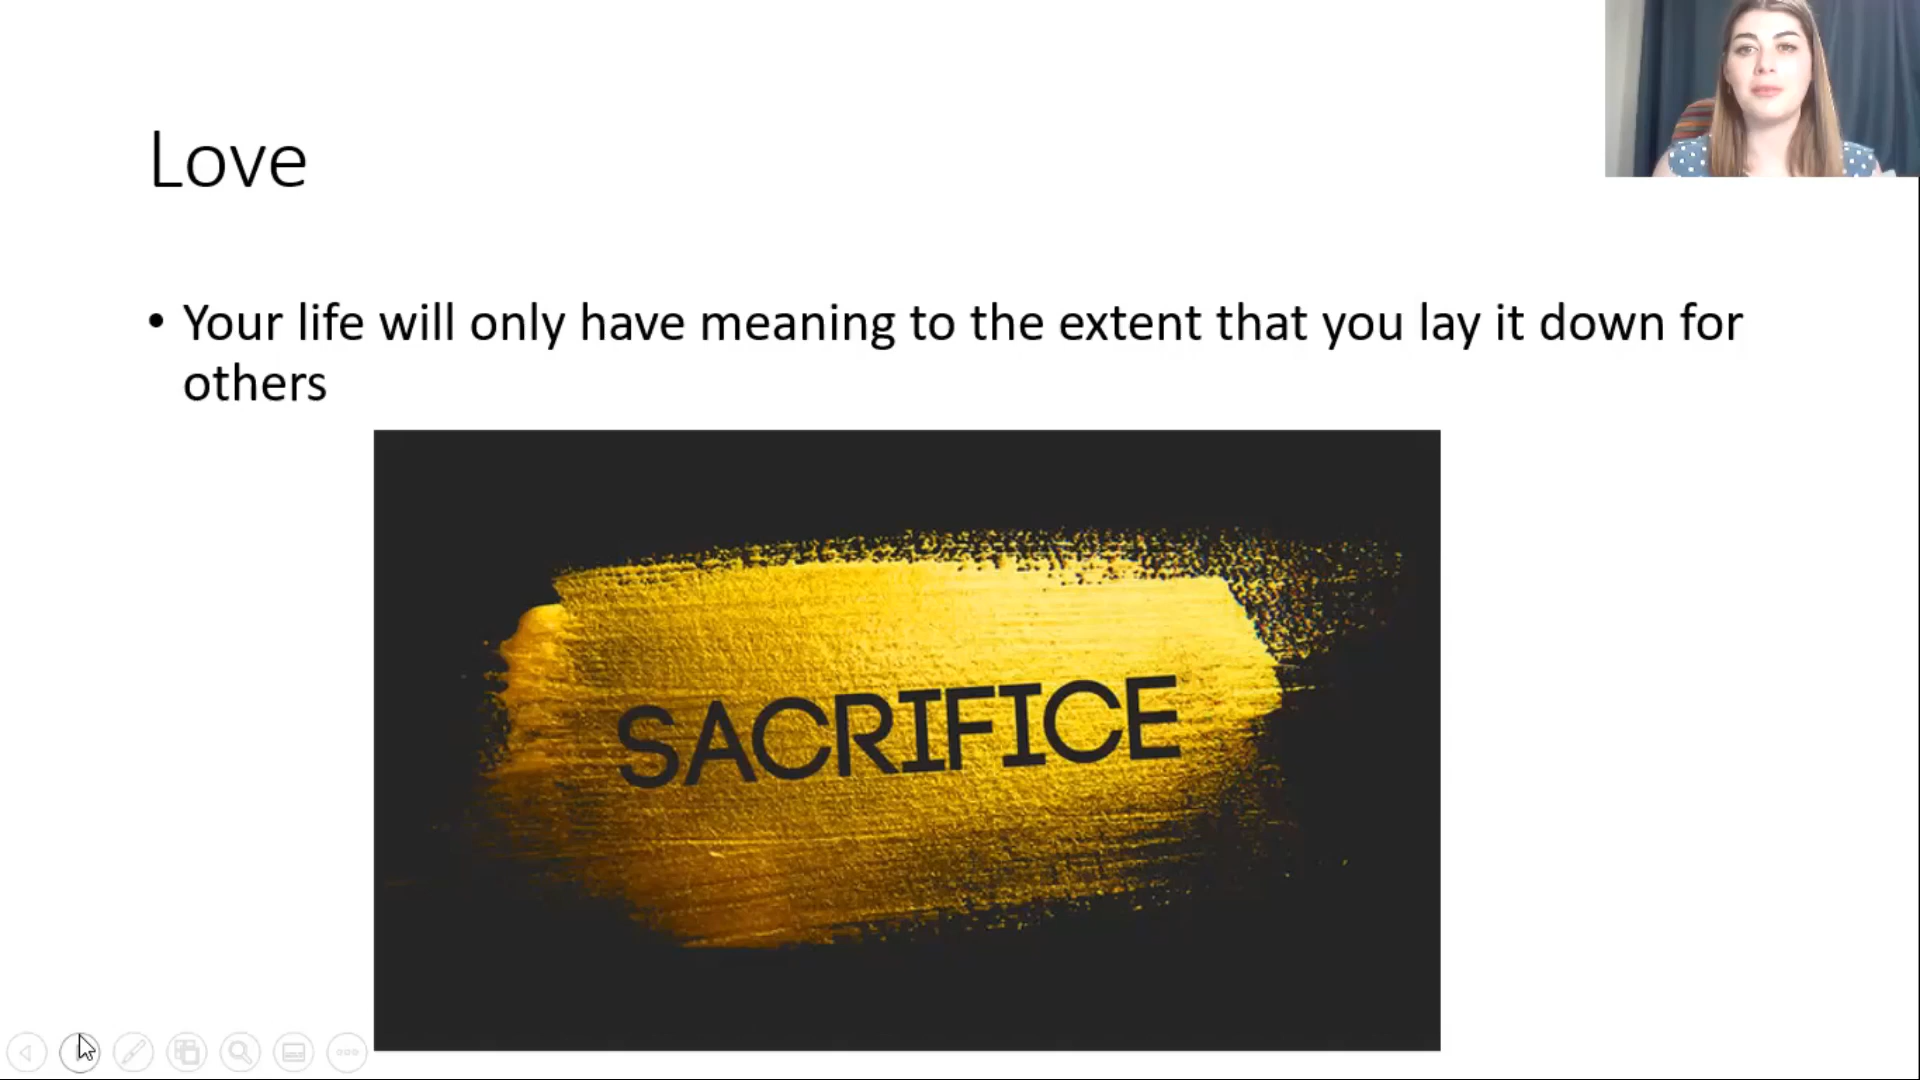 Love
• Your life will only have meaning to the extent that you lay it down for
others
SACRIFICE